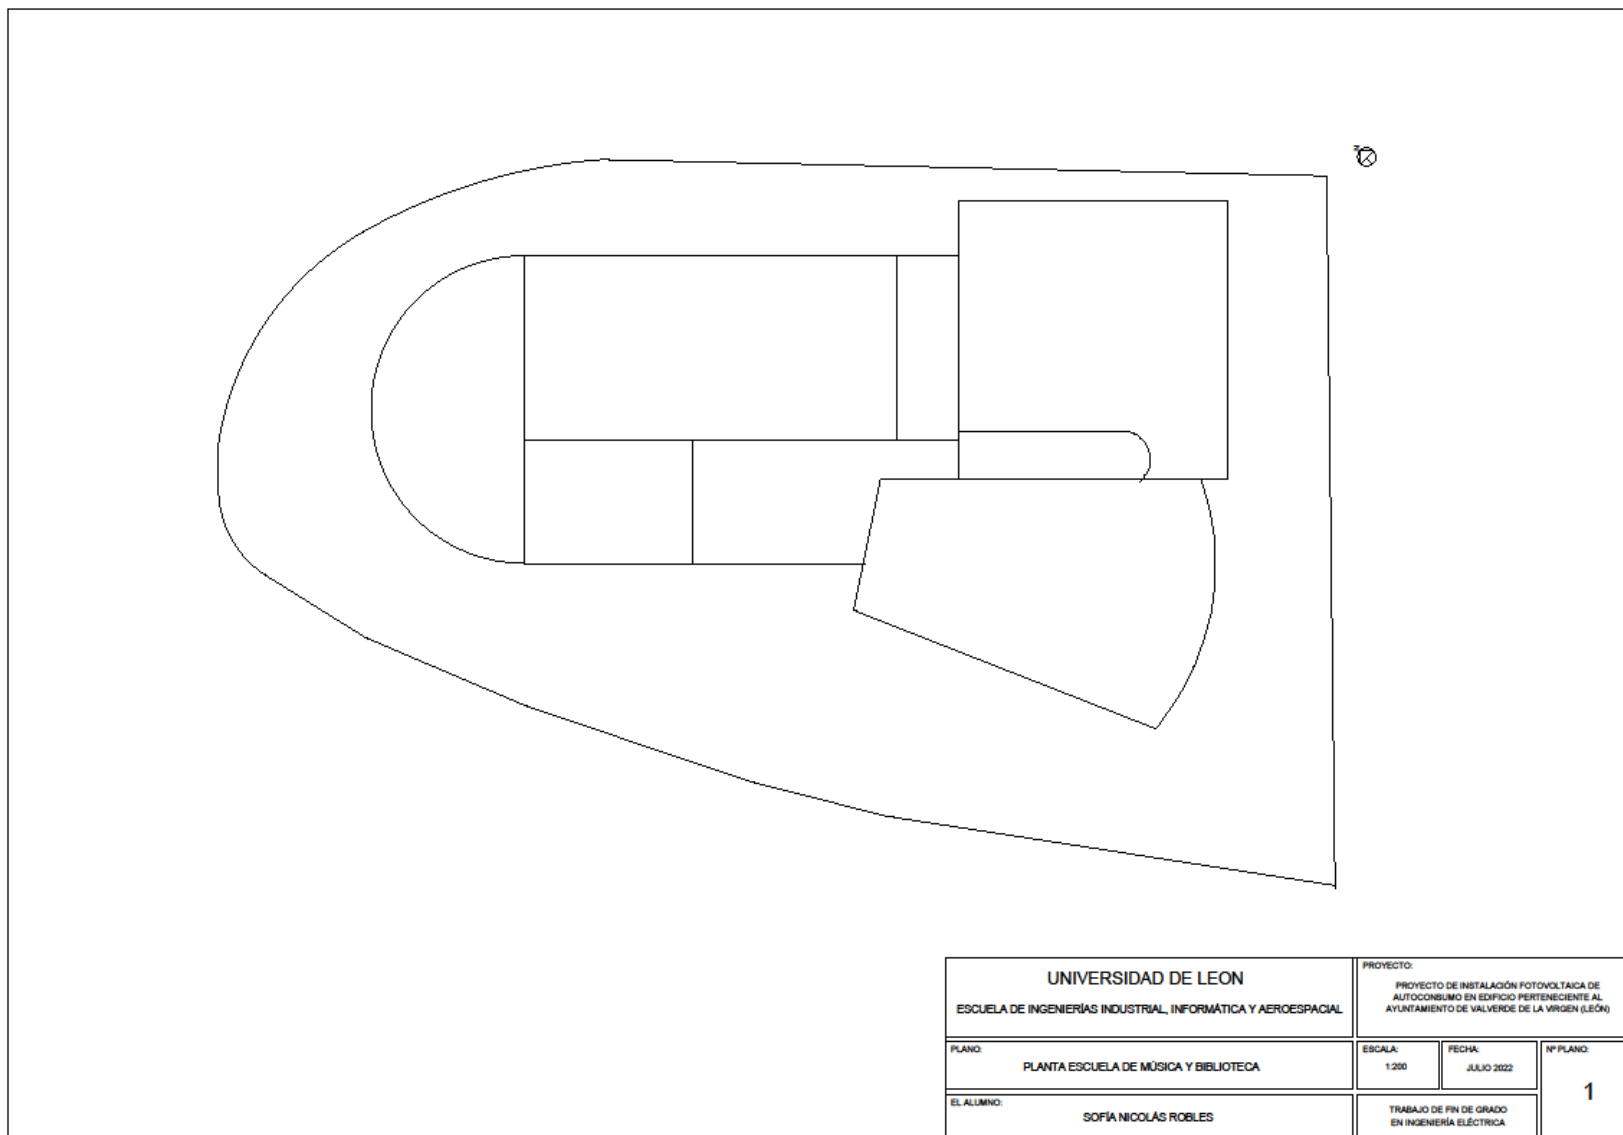 N
UNIVERSIDAD DE LEON
ESCUELA DE INGENIERÍAS INDUSTRIAL, INFORMÁTICA Y AEROESPACIAL
PROYECTO:
PROYECTO DE INSTALACIÓN FOTOVOLTAICA DE
AUTOCONSUMO EN EDIFICIO PERTENECIENTE AL
AYUNTAMIENTO DE VALVERDE DE LA VIRGEN (LEÓN)
PLANO:
PLANTA ESCUELA DE MÚSICA Y BIBLIOTECA
ESCALA:
1:200
FECHA:
JULIO 2022
Nº PLANO:
1
EL ALUMNO:
SOFÍA NICOLÁS ROBLES
TRABAJO DE FIN DE GRADO
EN INGENIERÍA ELÉCTRICA